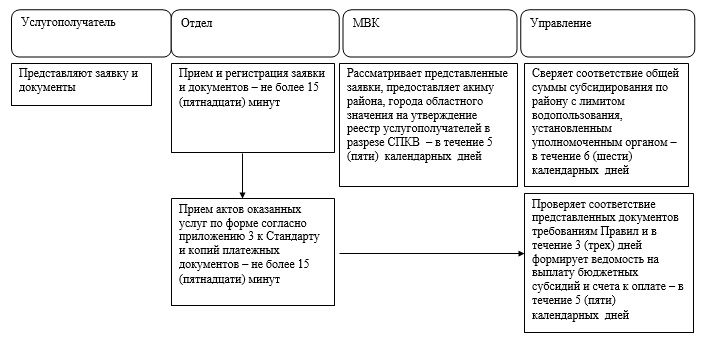 Услугополучатель
Отдел
МВК
Управление
Представляют заявку и
документы
Прием и регистрация заявки
и документов – не более 15
(пятнадцати) минут
Рассматривает представленные
заявки, предоставляет акиму
района, города областного
значения на утверждение
реестр услугополучателей в
разрезе СПКВ – в течение 5
(пяти) календарных дней
Сверяет соответствие общей
суммы субсидирования по
району с лимитом
водопользования,
установленным
уполномоченным органом –
в течение 6 (шести)
календарных дней
Прием актов оказанных
услуг по форме согласно
приложению 3 к Стандарту
и копий платежных
документов – не более 15
(пятнадцати) минут
Проверяет соответствие
представленных документов
требованиям Правил и в
течение 3 (трех) дней
формирует ведомость на
выплату бюджетных
субсидий и счета к оплате – в
течение 5 (пяти)
календарных дней